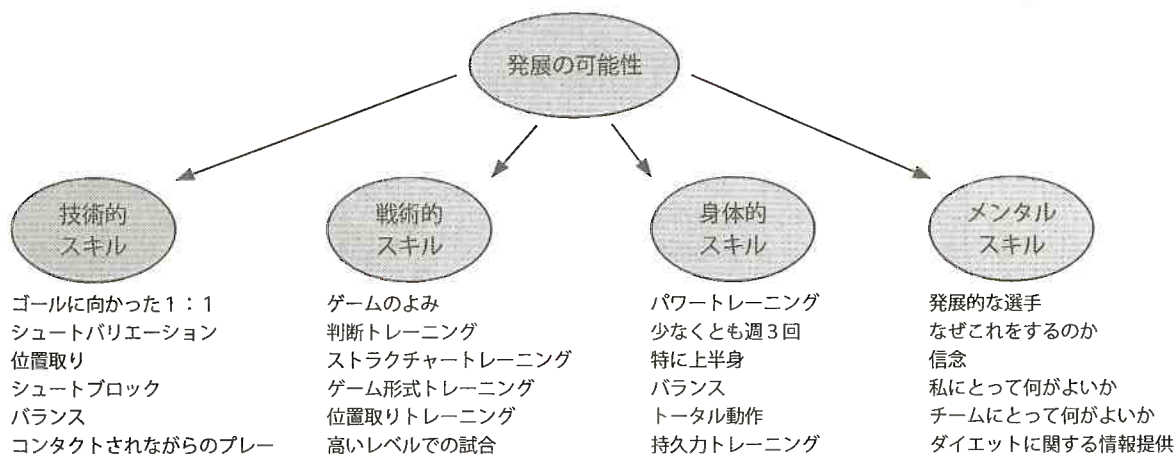 発展の可能性
技術的
スキル
ゴールに向かった1：1
シュートバリエーション
位置取り
シュートブロック
バランス
コンタクトされながらのプレー
戦術的
スキル
ゲームのよみ
判断トレーニング
ストラクチャートレーニング
ゲーム形式トレーニング
位置取りトレーニング
高いレベルでの試合
身体的
スキル
パワートレーニング
少なくとも週3回
特に上半身
バランス
トータル動作
持久力トレーニング
メンタル
スキル
発展的な選手
なぜこれをするのか
信念
私にとって何がよいか
チームにとって何がよいか
ダイエットに関する情報提供